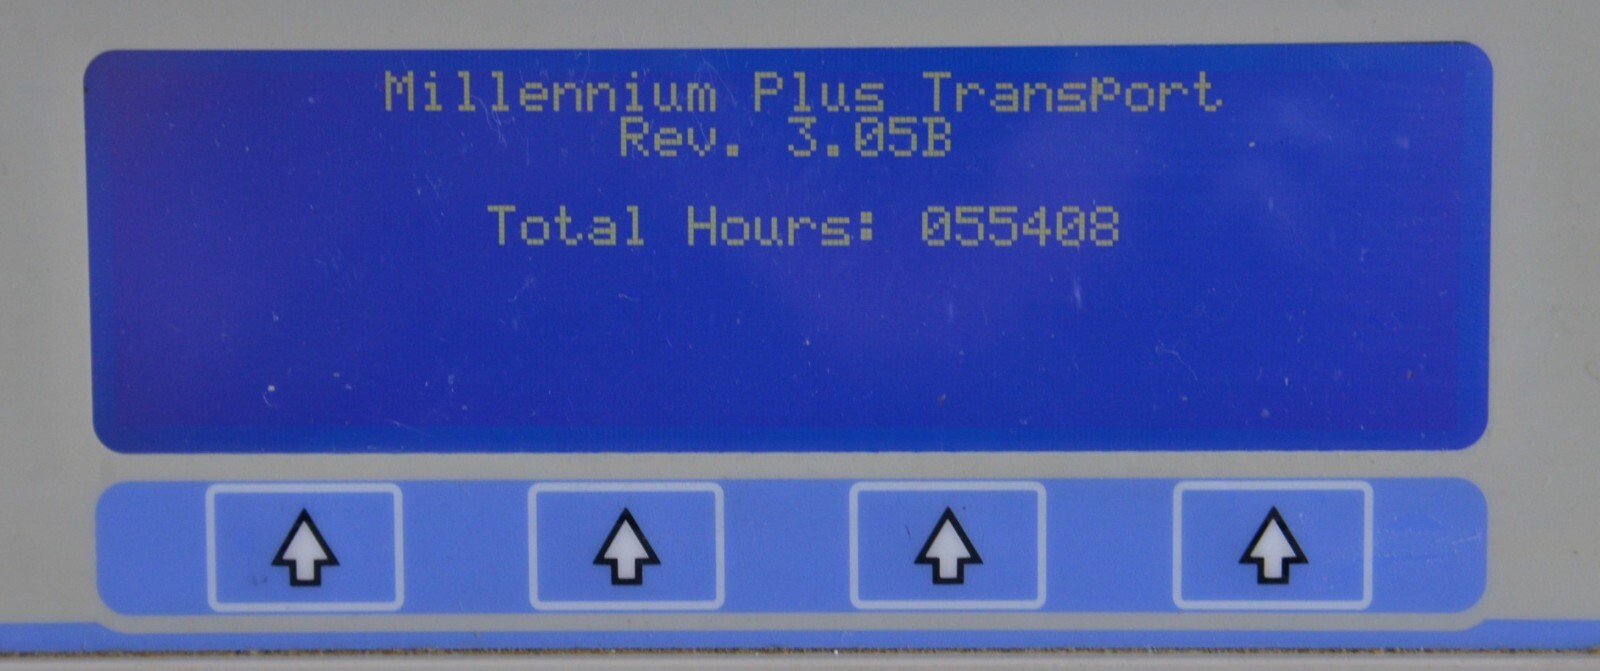 Millennium Plus Transport
Rev. 3.05B
Total Hours: 055408